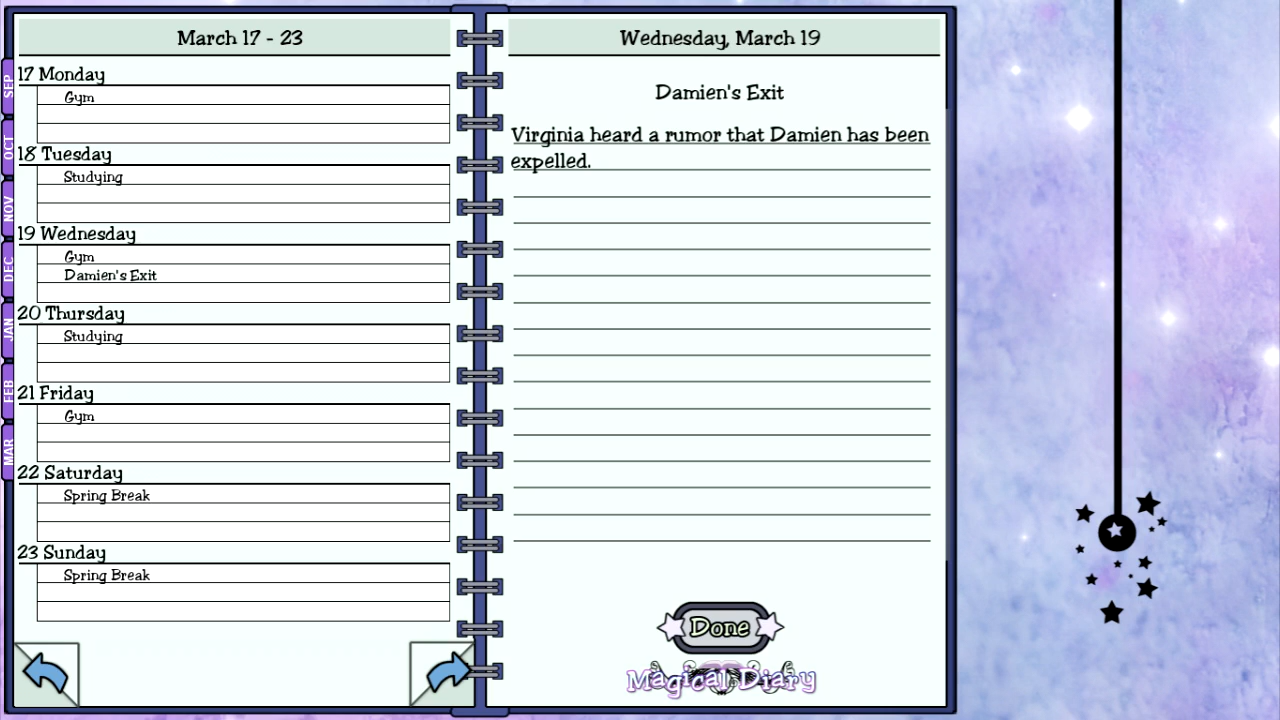 March 17 - 23
17 Monday
Gym
18 Tuesday
Studying
19 Wednesday
Gym
Damien's Exit
20 Thursday
Studying
21 Friday
Gym
22 Saturday
Spring Break
23 Sunday
Spring Break
SEP
OCT
NOV
DEC
JAN
FEB
MAR
Wednesday, March 19
Damien's Exit
Virginia heard a rumor that Damien has been
expelled.
Done
Magical Diary